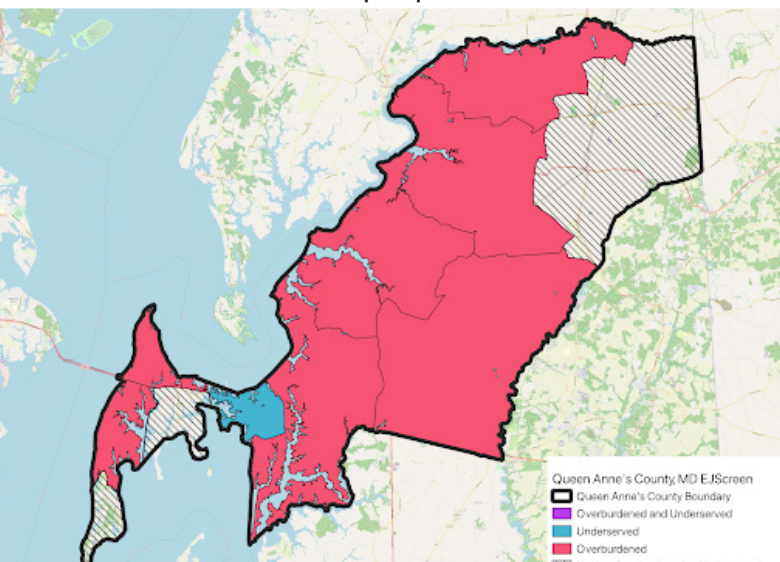 Queen Anne's County, MD EJScreen
Queen Anne's County Boundary
Overburdened and Underserved
Underserved
Overburdened